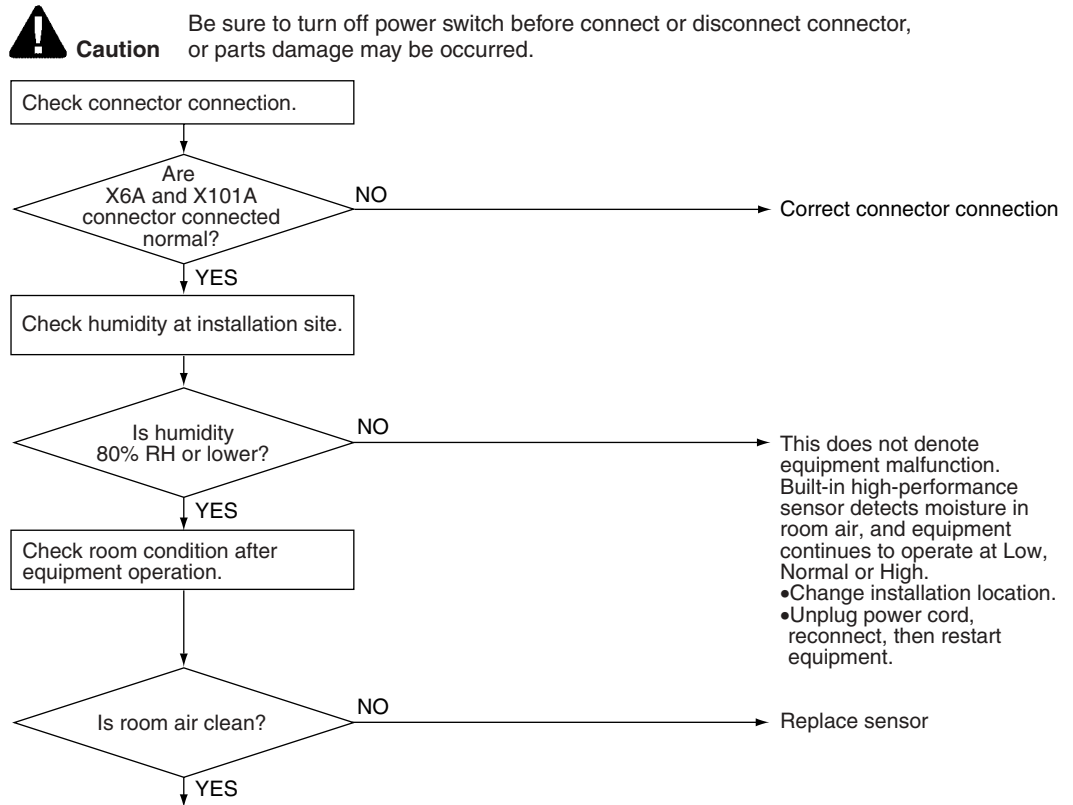 Be sure to turn off power switch before connect or disconnect connector,
Caution or parts damage may be occurred.
Check connector connection.
Are
X6A and X101A
connector connected
normal?
NO
Correct connector connection
YES
Check humidity at installation site.
Is humidity
80% RH or lower?
NO
This does not denote
equipment malfunction.
Built-in high-performance
sensor detects moisture in
room air, and equipment
continues to operate at Low,
Normal or High.
•Change installation location.
•Unplug power cord,
reconnect, then restart
equipment.
YES
Check room condition after
equipment operation.
Is room air clean?
NO
Replace sensor
YES